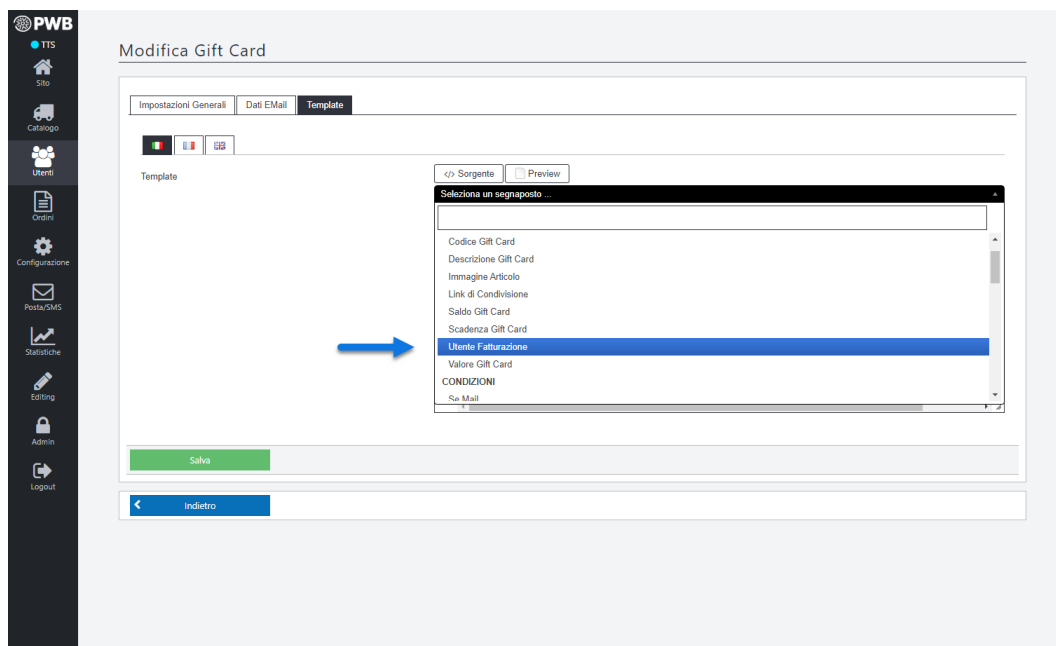 PWB
TTS
Sito
Catalogo
Utenti
Ordini
Configurazione
Posta/SMS
Statistiche
Editing
Admin
Logout
Modifica Gift Card
Impostazioni Generali
Dati EMail
Template
Template
</> Sorgente
Preview
Seleziona un segnaposto ...
Codice Gift Card
Descrizione Gift Card
Immagine Articolo
Link di Condivisione
Saldo Gift Card
Scadenza Gift Card
Utente Fatturazione
Valore Gift Card
CONDIZIONI
Se Mail
Salva
Indietro